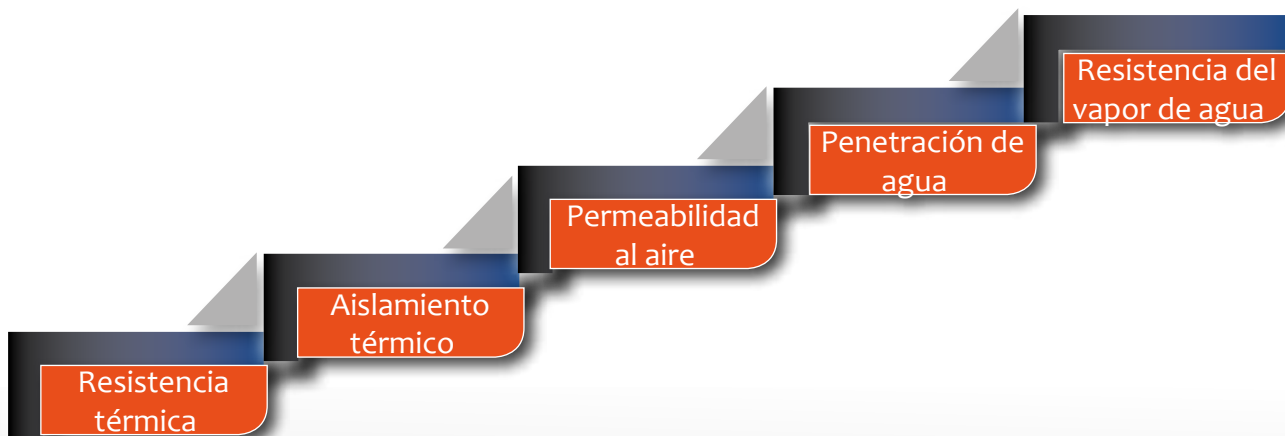 Resistencia
térmica
Aislamiento
térmico
Permeabilidad
al aire
Penetración de
agua
Resistencia del
vapor de agua